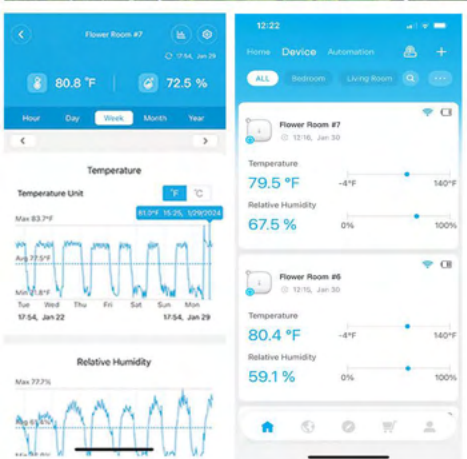 Flower Room #7
17:54, Jan 29
80.8 °F
72.5 %
Hour Day Week Month Year
Temperature
Temperature Unit °F °C
61.0°F 15:25, 1/29/2024
Max 83.7°F
Avg 77.5°F
Tue Wed Thu Fri Sat Sun Mon
17:54, Jan 22 17:54, Jan 29
Relative Humidity
Max 77.7%
12:22
Home Device Automation
ALL Bedroom Living Room
Flower Room #7
12:16, Jan 30
Temperature
79.5 °F -4°F 140°F
Relative Humidity
67.5 % 0% 100%
Flower Room #6
12:15, Jan 30
Temperature
80.4 °F -4°F 140°F
Relative Humidity
59.1 % 0% 100%